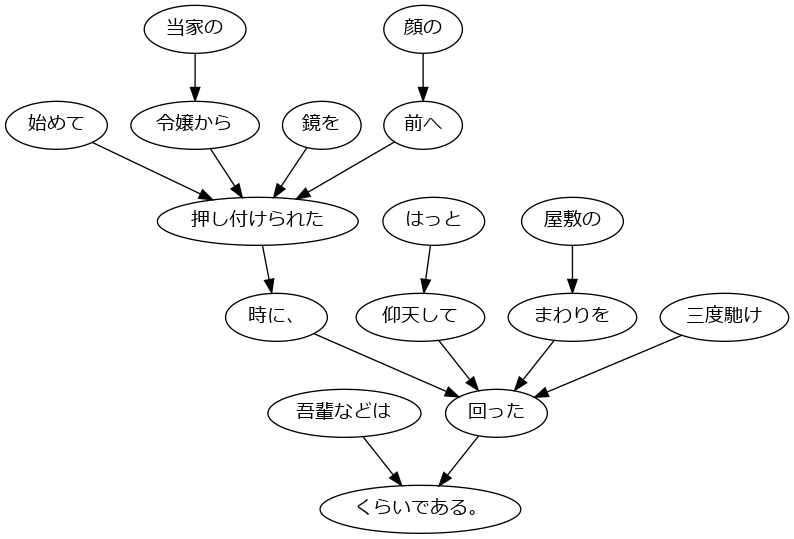 当家の
顔の
始めて
令嬢から
鏡を
前へ
押し付けられた
はっと
屋敷の
時に、
仰天して
まわりを
三度馳け
吾輩などは
回った
くらいである。